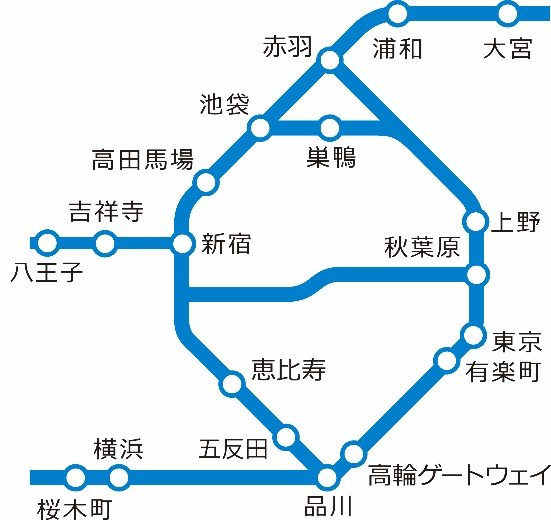 赤羽
浦和
大宮
池袋
巣鴨
高田馬場
吉祥寺
新宿
上野
秋葉原
八王子
東京
有楽町
恵比寿
五反田
横浜
高輪ゲートウェイ
桜木町
品川